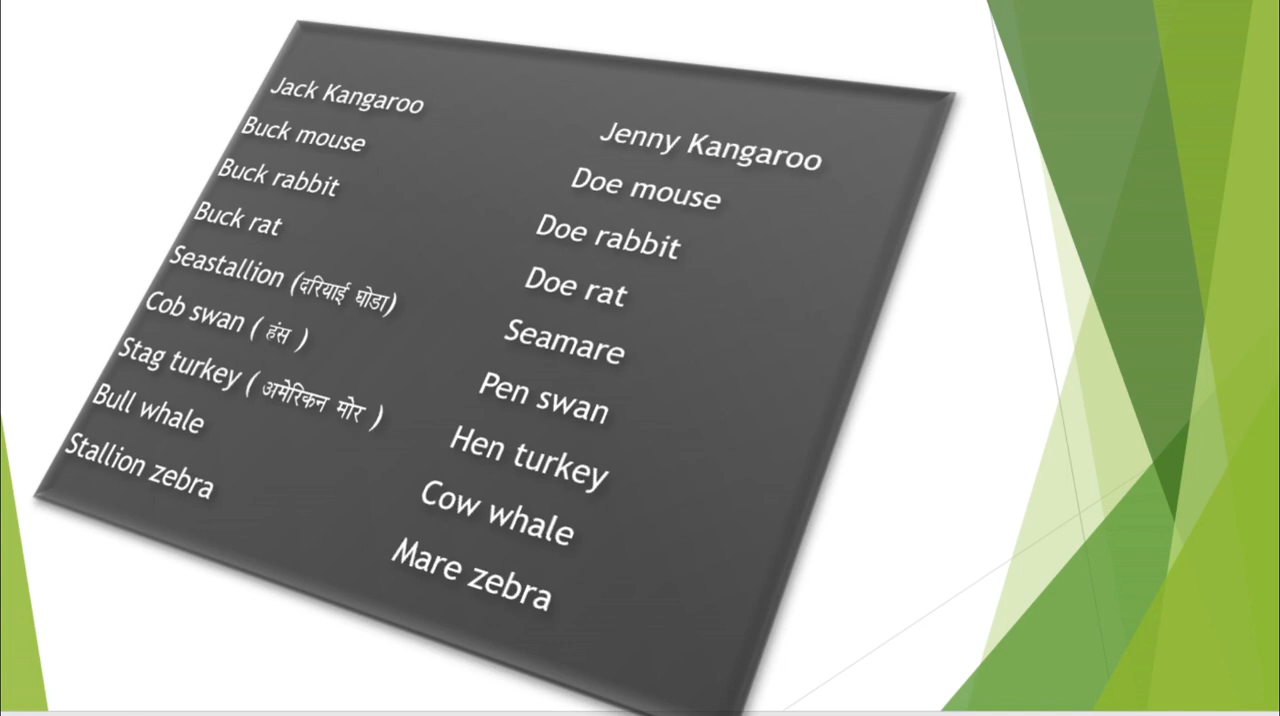 Jack Kangaroo
Jenny Kangaroo
Buck mouse
Doe mouse
Buck rabbit
Doe rabbit
Buck rat
Doe rat
Seastallion (दरियाई घोडा)
Seamare
Cob swan ( हंस )
Pen swan
Stag turkey ( अमेरिकन मोर )
Hen turkey
Bull whale
Cow whale
Stallion zebra
Mare zebra